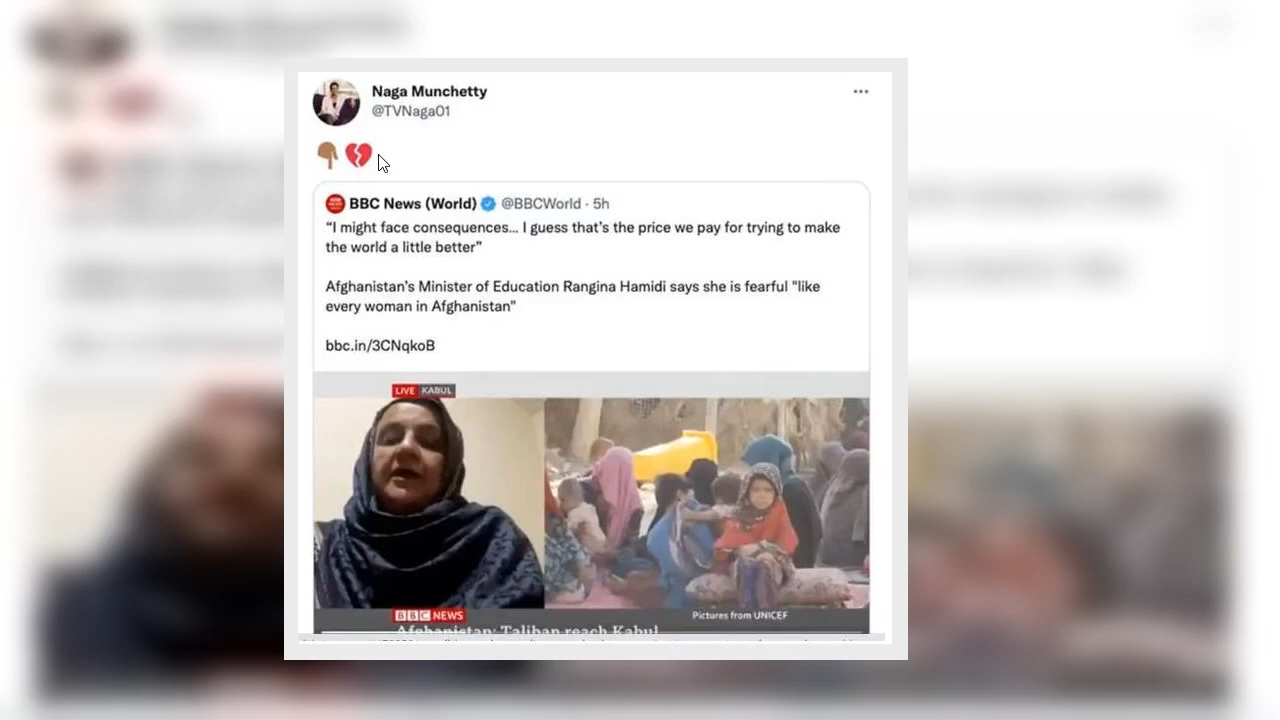 Naga Munchetty
@TVNaga01
BBC News (World) @BBCWorld · 5h
“I might face consequences... I guess that’s the price we pay for trying to make
the world a little better”
Afghanistan’s Minister of Education Rangina Hamidi says she is fearful "like
every woman in Afghanistan"
bbc.in/3CNqkoB
LIVE KABUL
BBC NEWS
Pictures from UNICEF
Afghanistan: Taliban reach Kabul